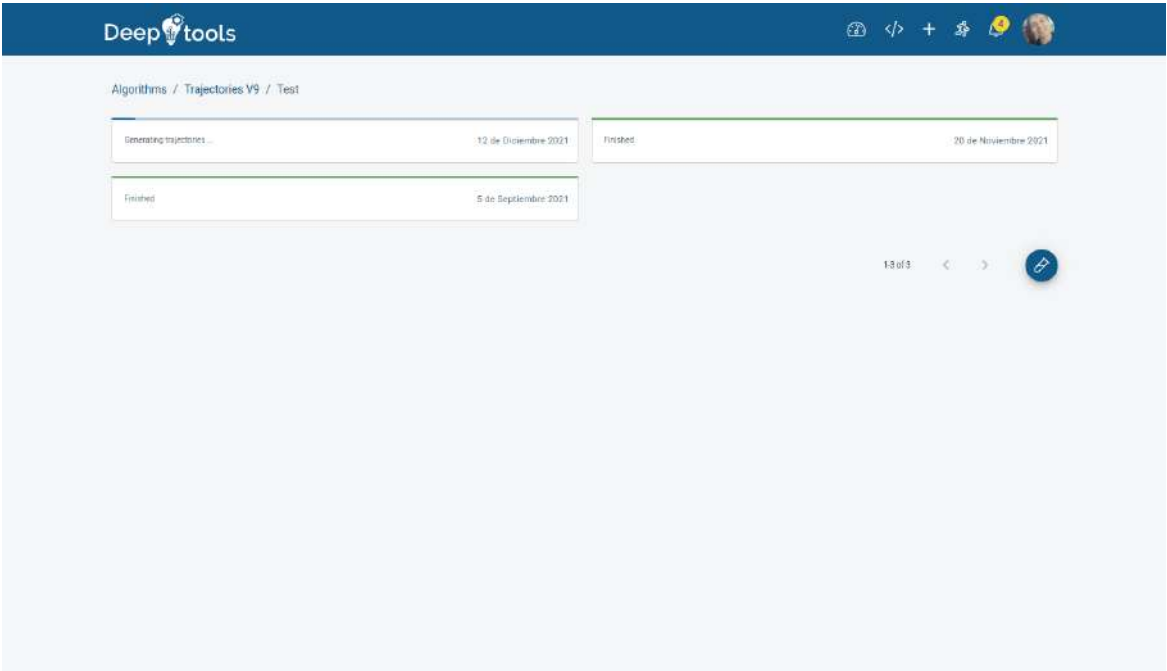 Deep tools
4
Algorithms / Trajectories V9 / Test
Generating trajectories ...
12 de Diciembre 2021
Finished
20 de Noviembre 2021
Finished
5 de Septiembre 2021
1-3 of 3